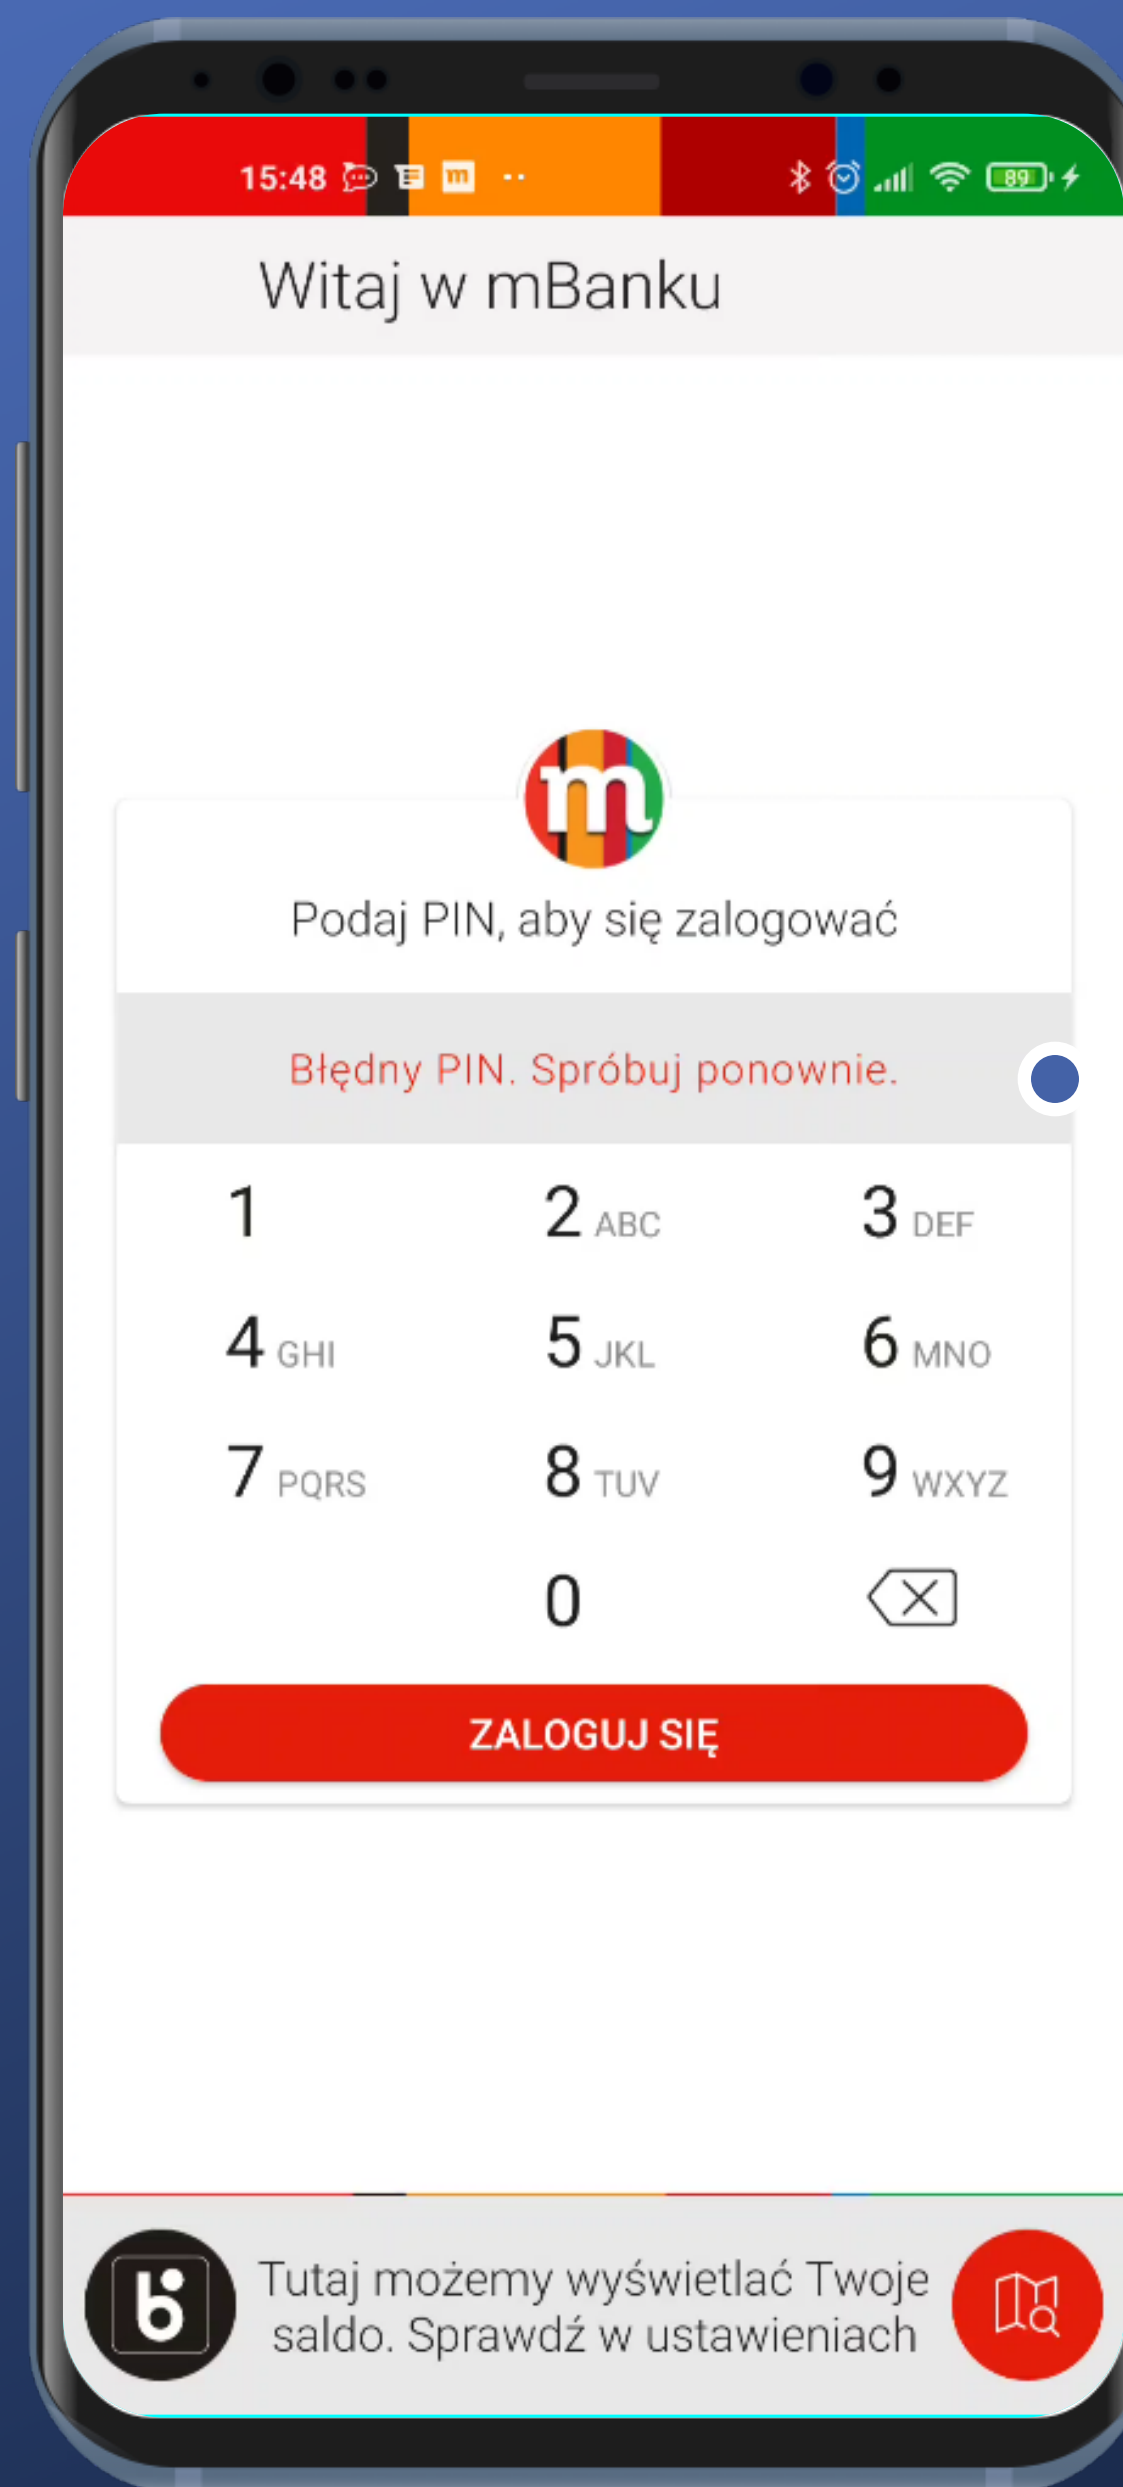 15:48 m 89
Witaj w mBanku
m
Podaj PIN, aby się zalogować
Błędny PIN. Spróbuj ponownie.
1 2 ABC 3 DEF
4 GHI 5 JKL 6 MNO
7 PQRS 8 TUV 9 WXYZ
0
ZALOGUJ SIĘ
Tutaj możemy wyświetlać Twoje
saldo. Sprawdź w ustawieniach